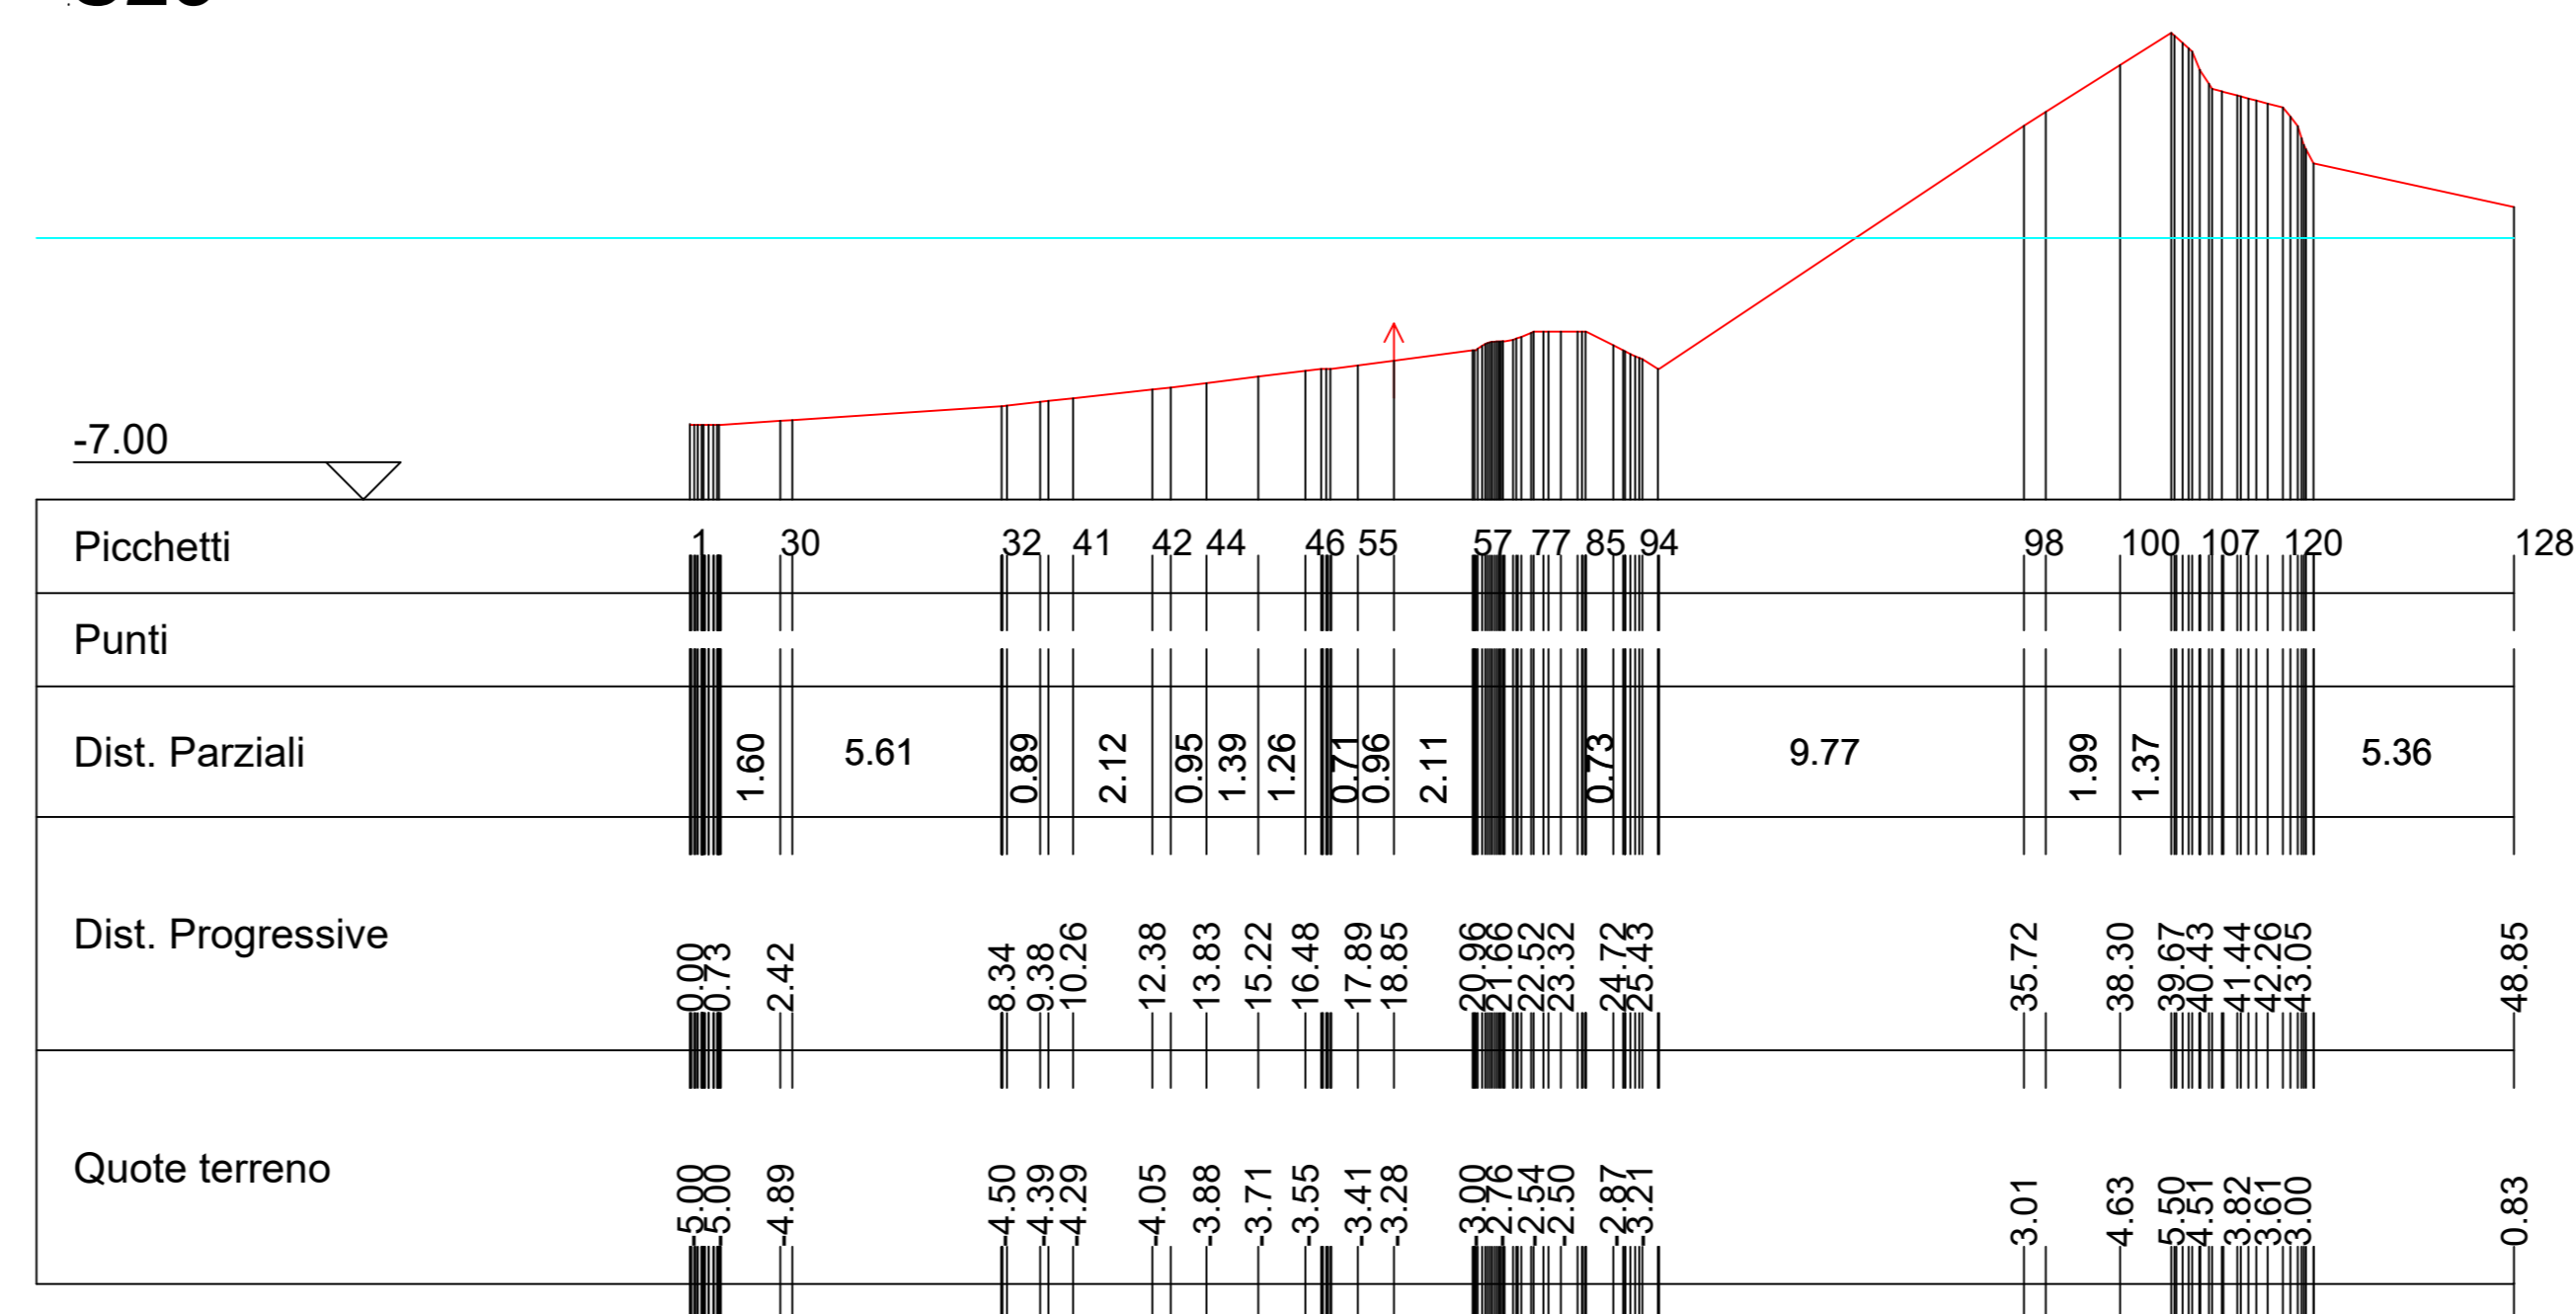 -7.00
Picchetti 1 30 32 41 42 44 46 55 57 77 85 94 98 100 107 120 128
Punti
Dist. Parziali 1.60 5.61 0.89 2.12 0.95 1.39 1.26 0.71 0.96 2.11 0.73 9.77 1.99 1.37 5.36
Dist. Progressive 0.00 0.73 2.42 8.34 9.38 10.26 12.38 13.83 15.22 16.48 17.89 18.85 20.96 21.66 22.52 23.32 24.72 25.43 35.72 38.30 39.67 40.43 41.44 42.26 43.05 48.85
Quote terreno -5.00 -5.00 -4.89 -4.50 -4.39 -4.29 -4.05 -3.88 -3.71 -3.55 -3.41 -3.28 -3.00 -2.76 -2.54 -2.50 -2.87 -3.21 3.01 4.63 5.50 4.51 3.82 3.61 3.00 0.83